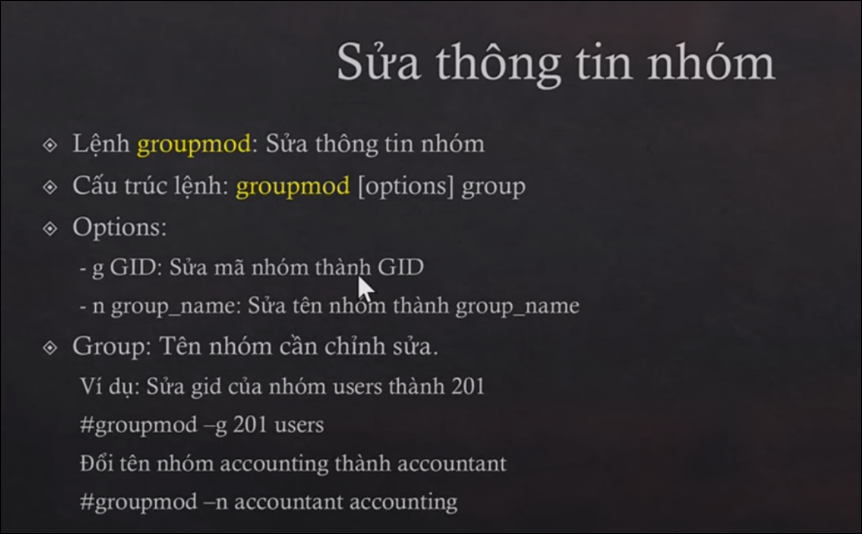 Sửa thông tin nhóm
Lệnh groupmod: Sửa thông tin nhóm
Cấu trúc lệnh: groupmod [options] group
Options:
- g GID: Sửa mã nhóm thành GID
- n group_name: Sửa tên nhóm thành group_name
Group: Tên nhóm cần chỉnh sửa.
Ví dụ: Sửa gid của nhóm users thành 201
#groupmod –g 201 users
Đổi tên nhóm accounting thành accountant
#groupmod –n accountant accounting